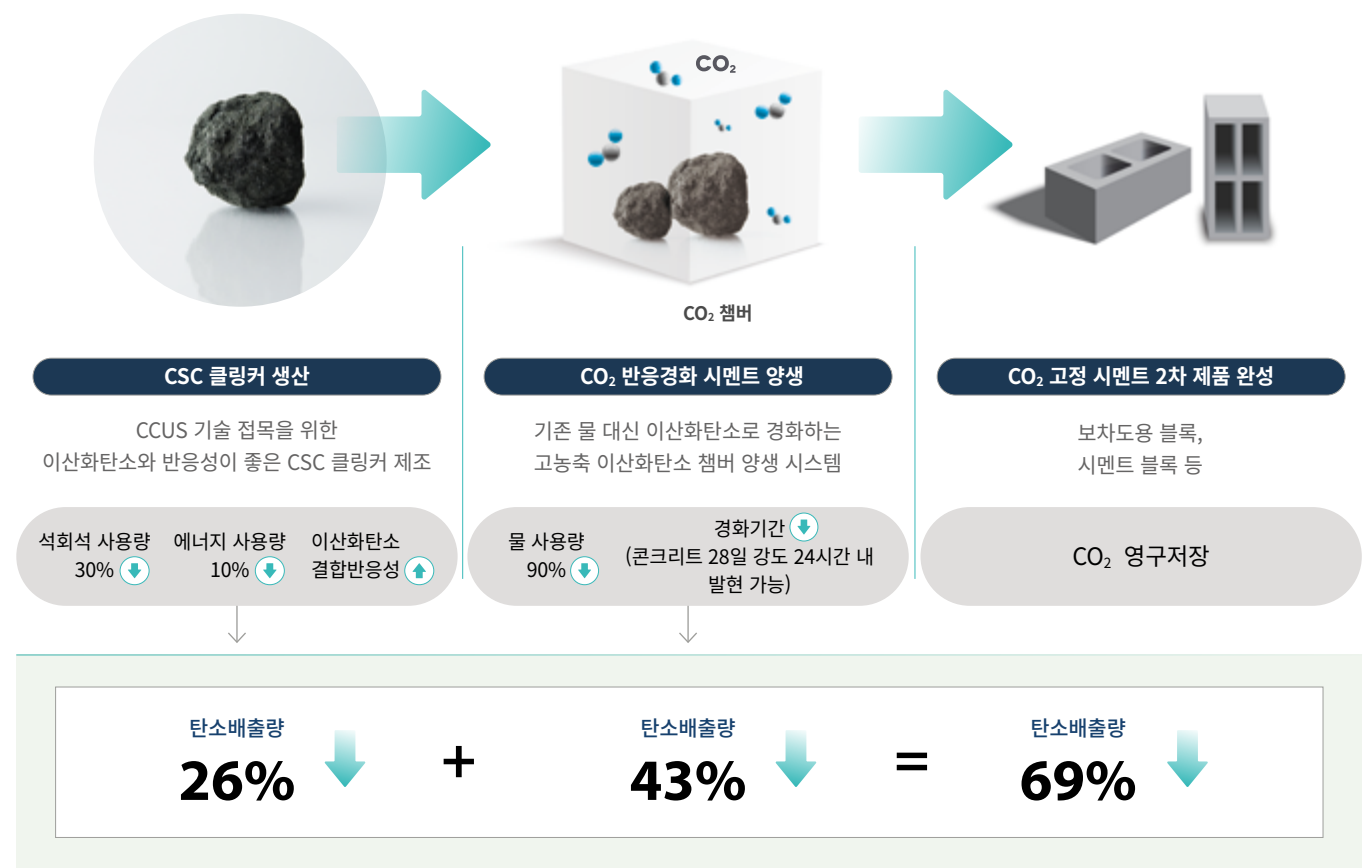 CO₂
CO₂ 챔버
CSC 클링커 생산
CCUS 기술 접목을 위한
이산화탄소와 반응성이 좋은 CSC 클링커 제조
석회석 사용량
30%
에너지 사용량
10%
이산화탄소
결합반응성
CO₂ 반응경화 시멘트 양생
기존 물 대신 이산화탄소로 경화하는
고농축 이산화탄소 챔버 양생 시스템
물 사용량
90%
경화기간
(콘크리트 28일 강도 24시간 내
발현 가능)
CO₂ 고정 시멘트 2차 제품 완성
보차도용 블록,
시멘트 블록 등
CO₂ 영구저장
탄소배출량
26%
+
탄소배출량
43%
=
탄소배출량
69%